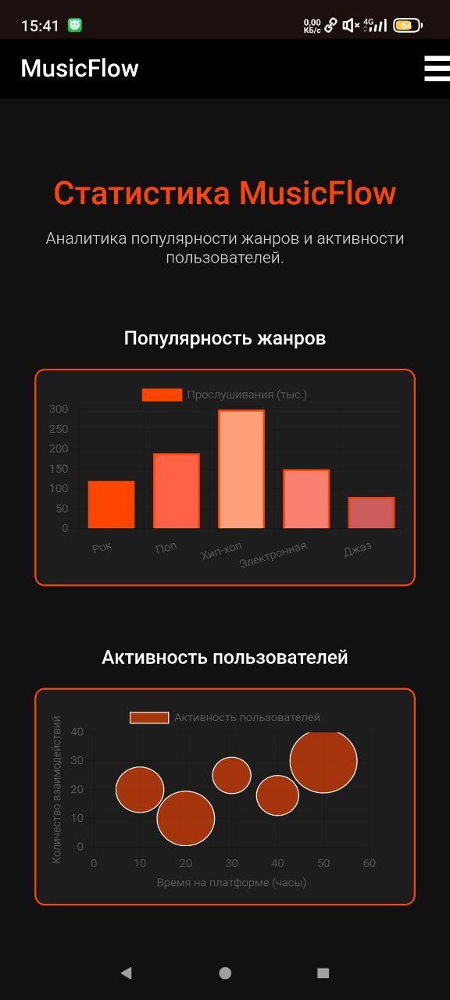 15:41
0,00
КБ/с
4G
64
MusicFlow
Статистика MusicFlow
Аналитика популярности жанров и активности
пользователей.
Популярность жанров
Прослушивания (тыс.)
300
250
200
150
100
50
0
Рок
Поп
Хип-хоп
Электронная
Джаз
Активность пользователей
Активность пользователей
Количество взаимодействий
40
30
20
10
0
0 10 20 30 40 50 60
Время на платформе (часы)